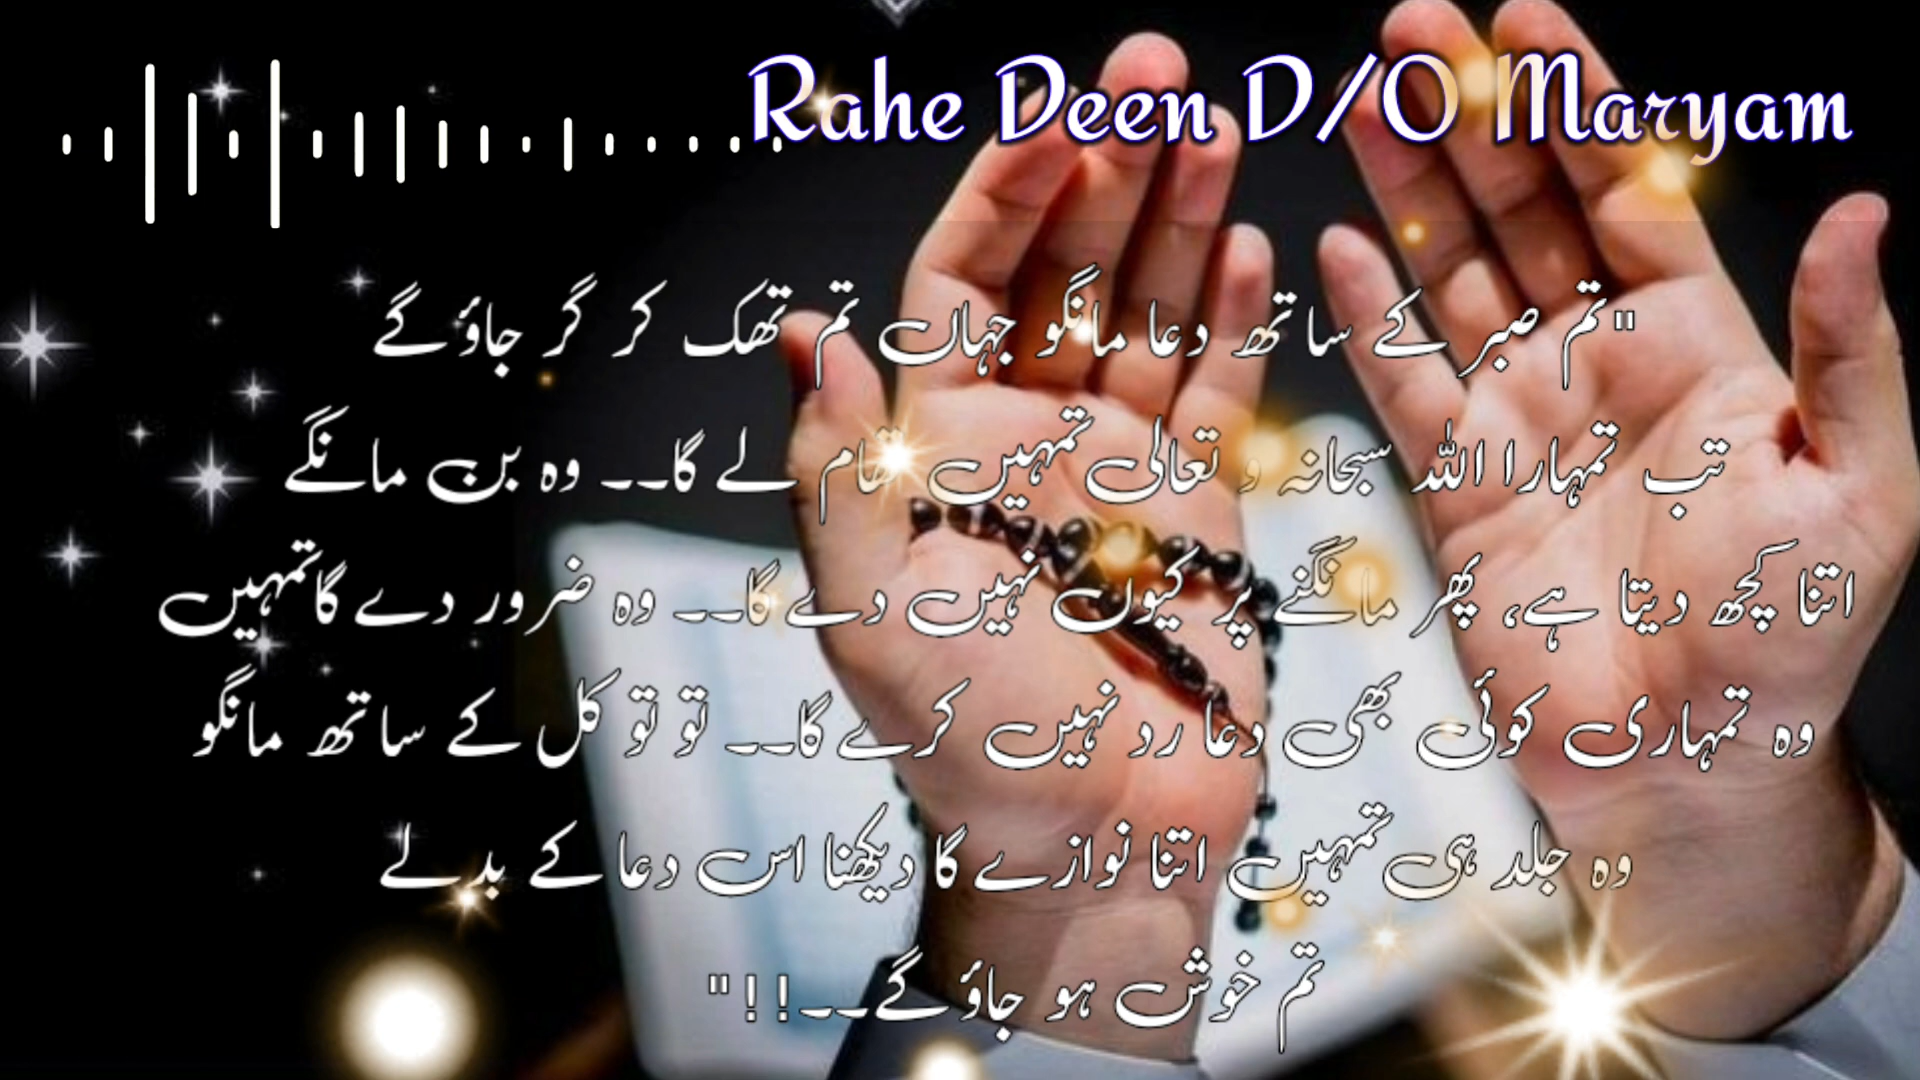 Rahe Deen D/O Maryam
"تم صبر کے ساتھ دعا مانگو جہاں تم تھک کر گر جاؤ گے
تب تمہارا اللہ سبحانہ و تعالی تمہیں تھام لے گا۔۔ وہ بن مانگے
اتنا کچھ دیتا ہے، پھر مانگنے پر کیوں نہیں دے گا۔۔ وہ ضرور دے گا تمہیں
وہ تمہاری کوئی بھی دعا رد نہیں کرے گا۔۔ تو تو کل کے ساتھ مانگو
وہ جلد ہی تمہیں اتنا نوازے گا دیکھنا اس دعا کے بدلے
تم خوش ہو جاؤ گے۔۔!!"